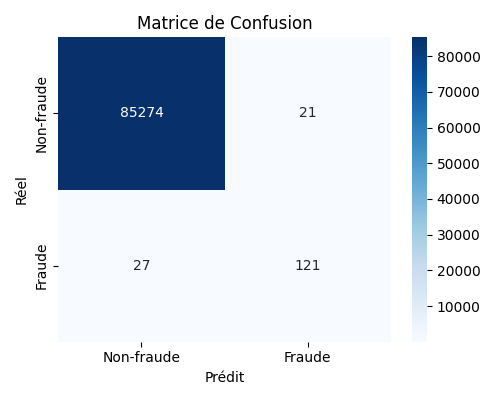 Matrice de Confusion
Réel
Non-fraude
85274
21
Fraude
27
121
Non-fraude
Fraude
Prédit
80000
70000
60000
50000
40000
30000
20000
10000